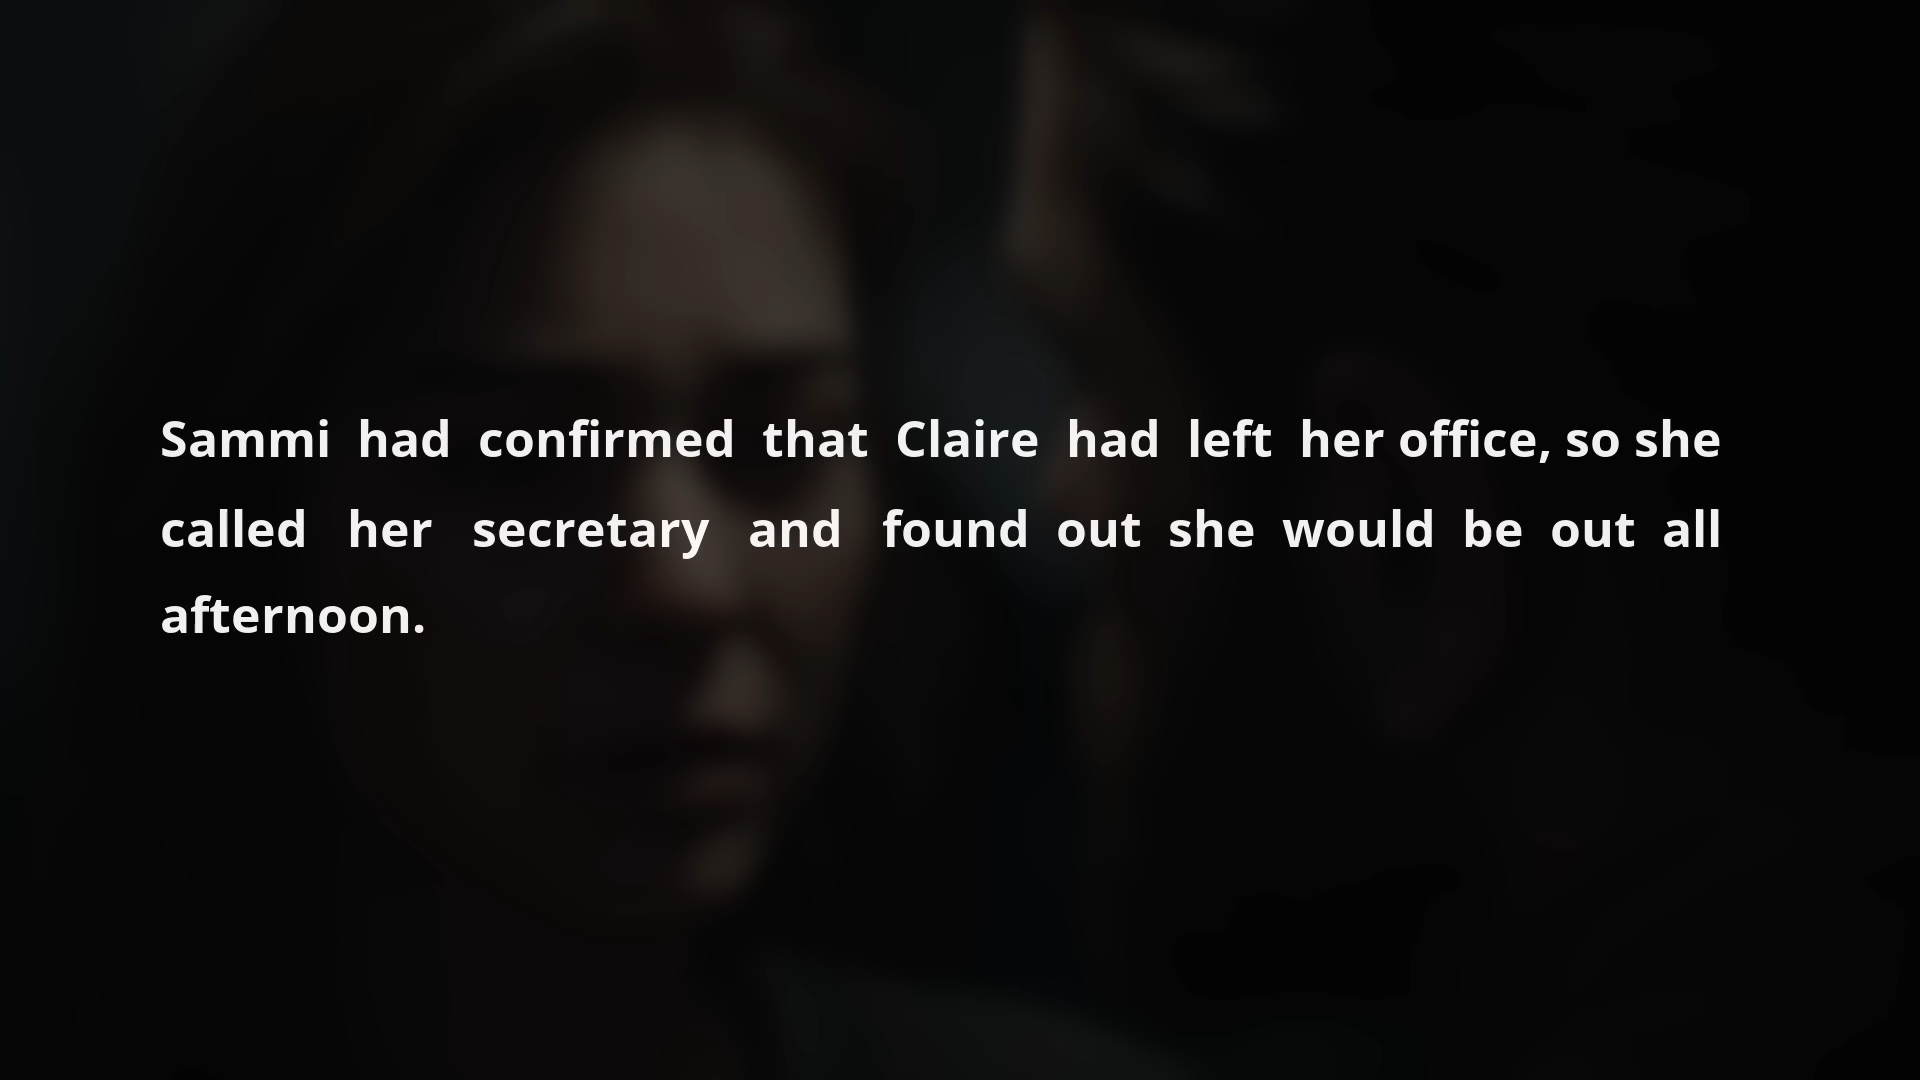 Sammi had confirmed that Claire had left her office, so she
called her secretary and found out she would be out all
afternoon.